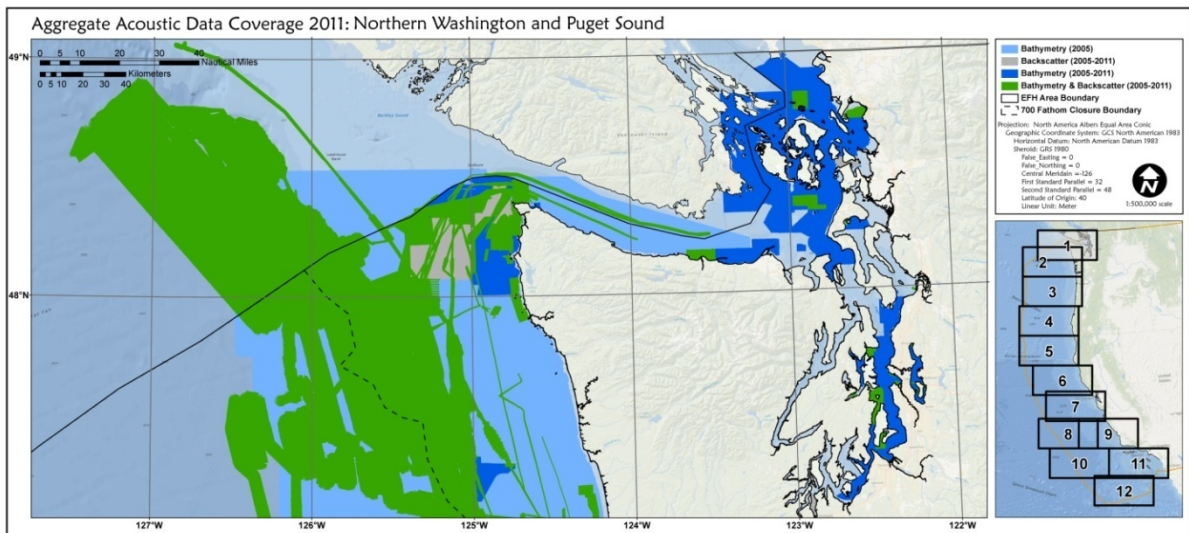 Aggregate Acoustic Data Coverage 2011: Northern Washington and Puget Sound
49°N
0 5 10 20 30 40
Nautical Miles
Kilometers
0 5 10 20 30 40
48°N
127°W
126°W
125°W
124°W
123°W
122°W
Bathymetry (2005)
Backscatter (2005-2011)
Bathymetry (2005-2011)
Bathymetry & Backscatter (2005-2011)
EFH Area Boundary
700 Fathom Closure Boundary
Projection: North America Albers Equal Area Conic
Geographic Coordinate System: GCS North American 1983
Horizontal Datum: North American Datum 1983
Sheroid: GRS 1980
False_Easting = 0
False_Northing = 0
Central Meridain = -126
First Standard Parallel = 32
Second Standard Parallel = 48
Latitude of Origin: 40
Linear Unit: Meter
N
1:500,000 scale
1
2
3
4
5
6
7
8
9
10
11
12